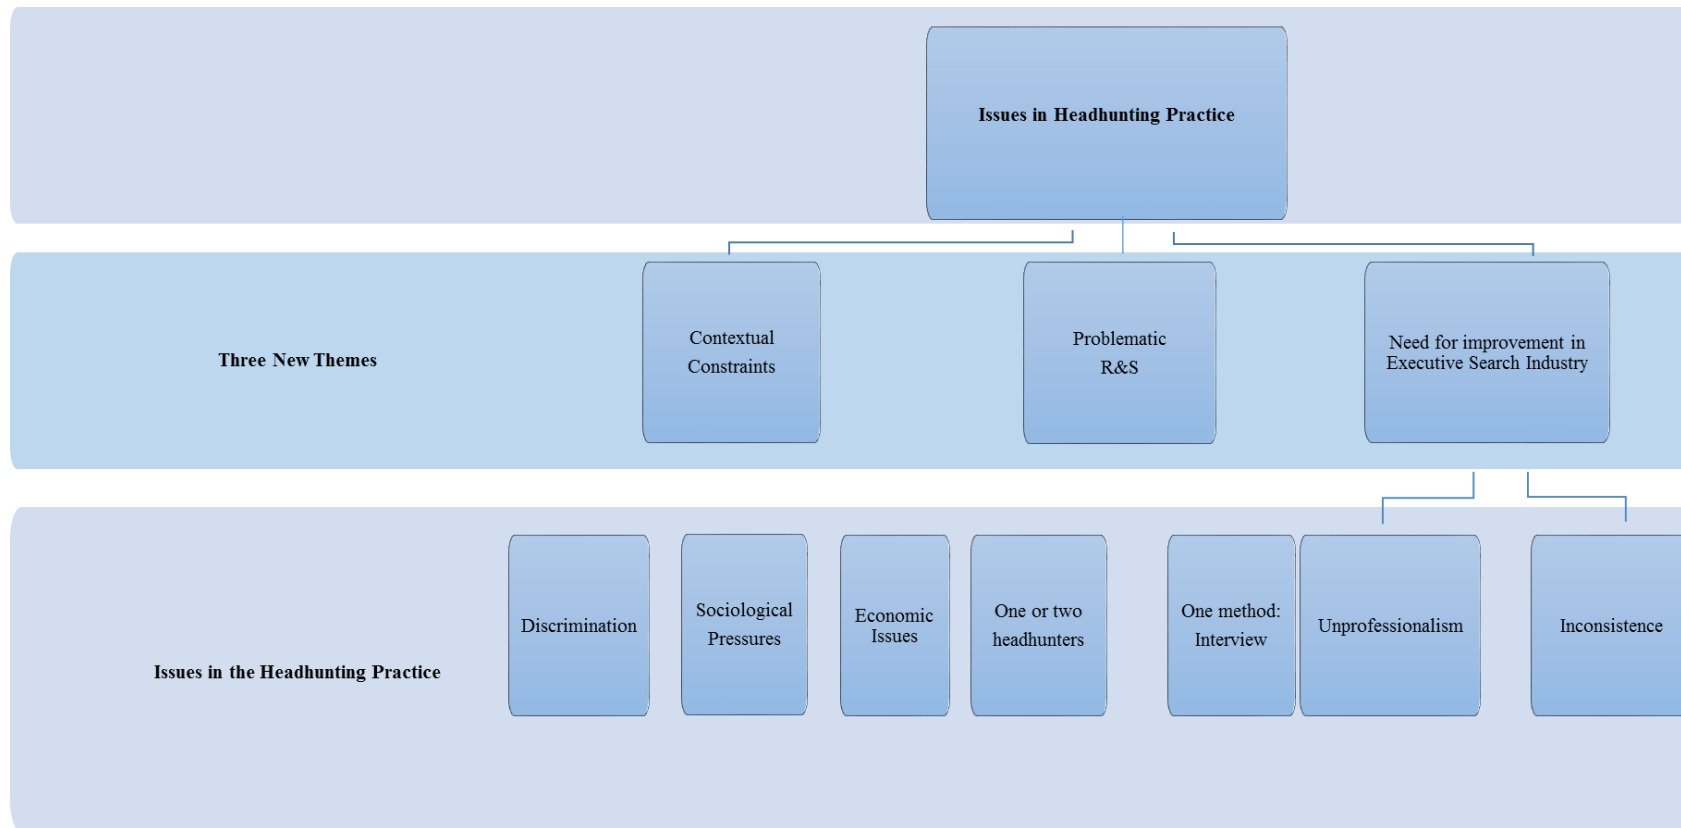 Issues in Headhunting Practice
Three New Themes
Contextual
Constraints
Problematic
R&S
Need for improvement in
Executive Search Industry
Issues in the Headhunting Practice
Discrimination
Sociological
Pressures
Economic
Issues
One or two
headhunters
One method:
Interview
Unprofessionalism
Inconsistence